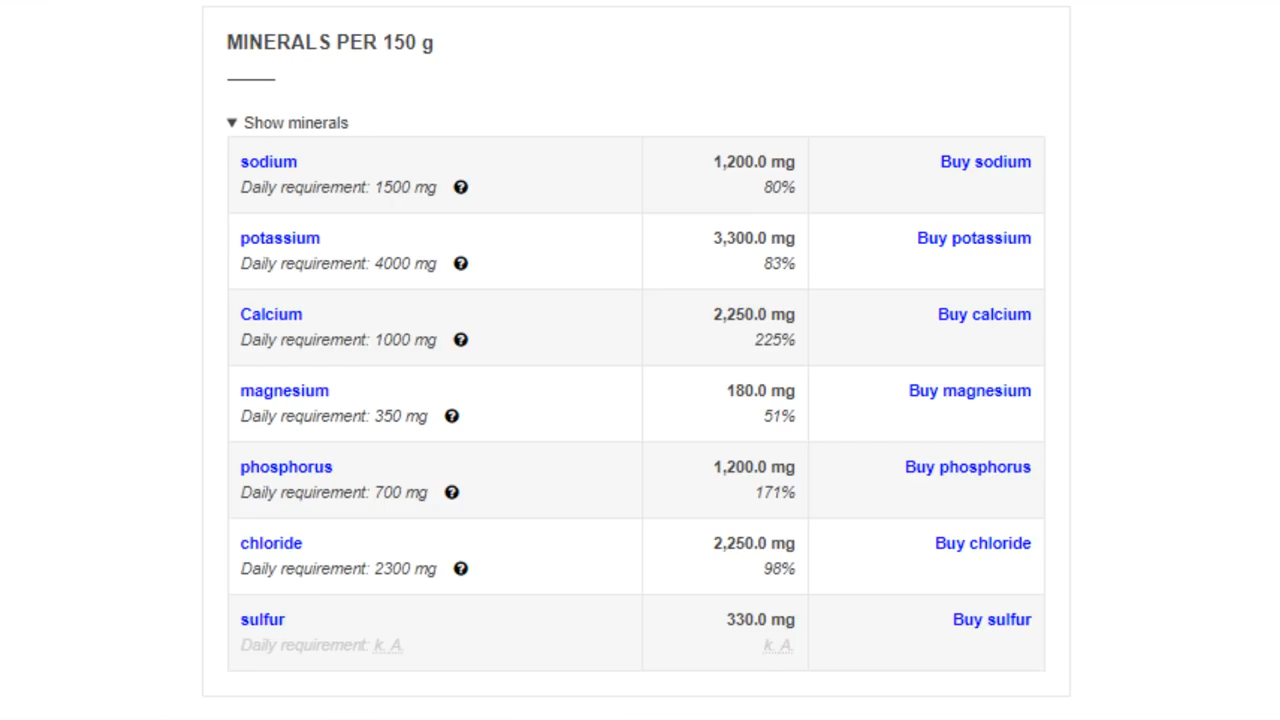 MINERALS PER 150 g
▼ Show minerals
sodium 1,200.0 mg Buy sodium
Daily requirement: 1500 mg 80%
potassium 3,300.0 mg Buy potassium
Daily requirement: 4000 mg 83%
Calcium 2,250.0 mg Buy calcium
Daily requirement: 1000 mg 225%
magnesium 180.0 mg Buy magnesium
Daily requirement: 350 mg 51%
phosphorus 1,200.0 mg Buy phosphorus
Daily requirement: 700 mg 171%
chloride 2,250.0 mg Buy chloride
Daily requirement: 2300 mg 98%
sulfur 330.0 mg Buy sulfur
Daily requirement: k. A. k. A.